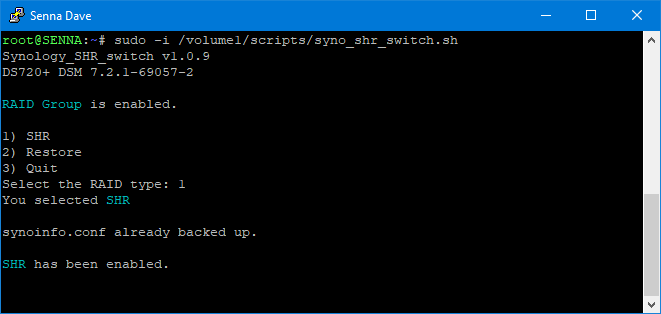 Senna Dave
root@SENNA:~# sudo -i /volume1/scripts/syno_shr_switch.sh
Synology_SHR_switch v1.0.9
DS720+ DSM 7.2.1-69057-2
RAID Group is enabled.
1) SHR
2) Restore
3) Quit
Select the RAID type: 1
You selected SHR
synoinfo.conf already backed up.
SHR has been enabled.